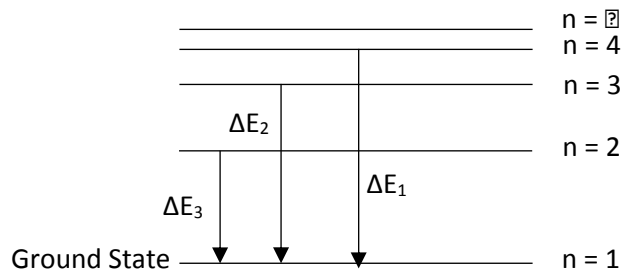 n = ⍰
n = 4
n = 3
ΔE₂
n = 2
ΔE₁
ΔE₃
Ground State
n = 1